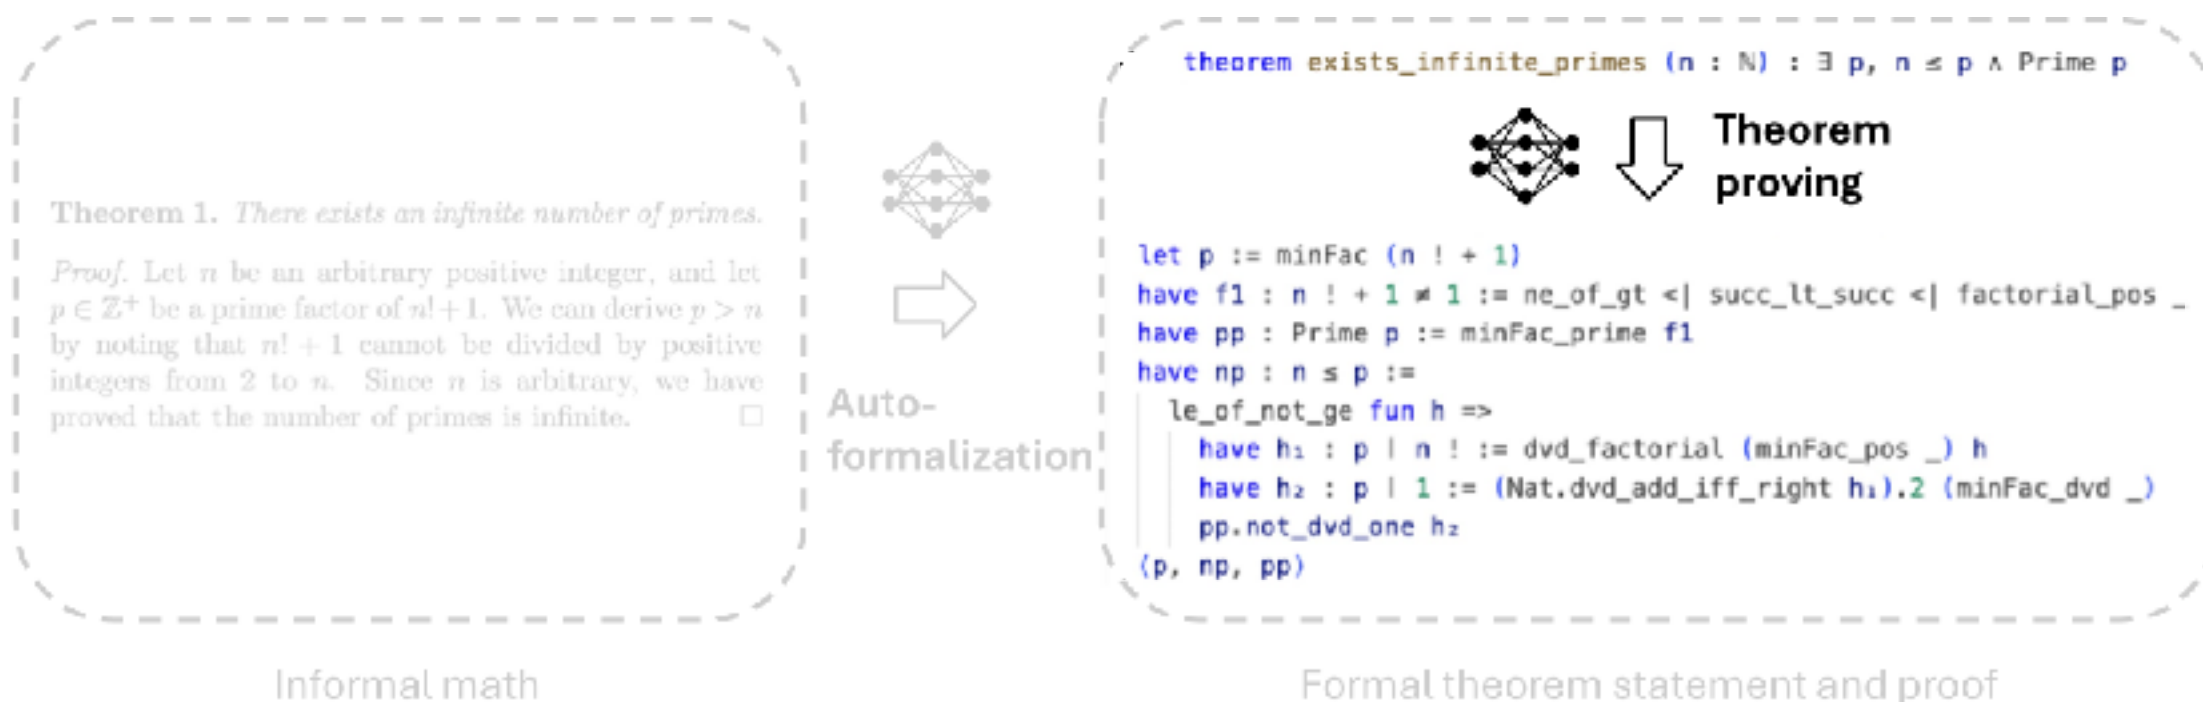 Theorem 1. There exists an infinite number of primes.
Proof. Let n be an arbitrary positive integer, and let
p ∈ ℤ⁺ be a prime factor of n! + 1. We can derive p > n
by noting that n! + 1 cannot be divided by positive
integers from 2 to n. Since n is arbitrary, we have
proved that the number of primes is infinite. □
Informal math
Auto-
formalization
theorem exists_infinite_primes (n : ℕ) : ∃ p, n ≤ p ∧ Prime p
Theorem
proving
let p := minFac (n ! + 1)
have f1 : n ! + 1 ≠ 1 := ne_of_gt <| succ_lt_succ <| factorial_pos _
have pp : Prime p := minFac_prime f1
have np : n ≤ p :=
le_of_not_ge fun h =>
have h₁ : p ∣ n ! := dvd_factorial (minFac_pos _) h
have h₂ : p ∣ 1 := (Nat.dvd_add_iff_right h₁).2 (minFac_dvd _)
pp.not_dvd_one h₂
⟨p, np, pp⟩
Formal theorem statement and proof